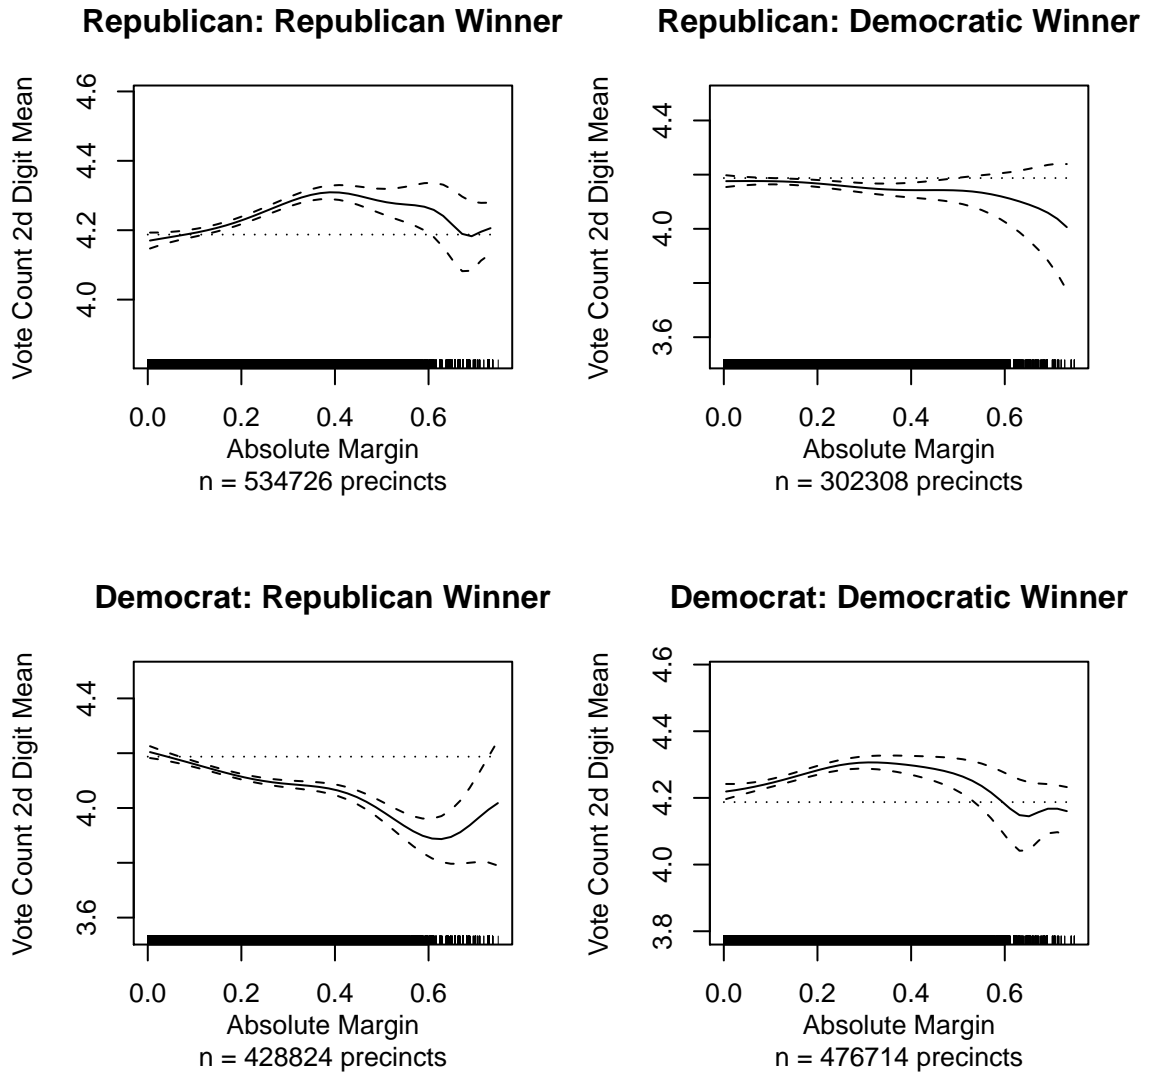 Republican: Republican Winner
Vote Count 2d Digit Mean
4.6
4.4
4.2
4.0
0.0 0.2 0.4 0.6
Absolute Margin
n = 534726 precincts
Republican: Democratic Winner
Vote Count 2d Digit Mean
4.4
4.0
3.6
0.0 0.2 0.4 0.6
Absolute Margin
n = 302308 precincts
Democrat: Republican Winner
Vote Count 2d Digit Mean
4.4
4.0
3.6
0.0 0.2 0.4 0.6
Absolute Margin
n = 428824 precincts
Democrat: Democratic Winner
Vote Count 2d Digit Mean
4.6
4.4
4.2
4.0
3.8
0.0 0.2 0.4 0.6
Absolute Margin
n = 476714 precincts